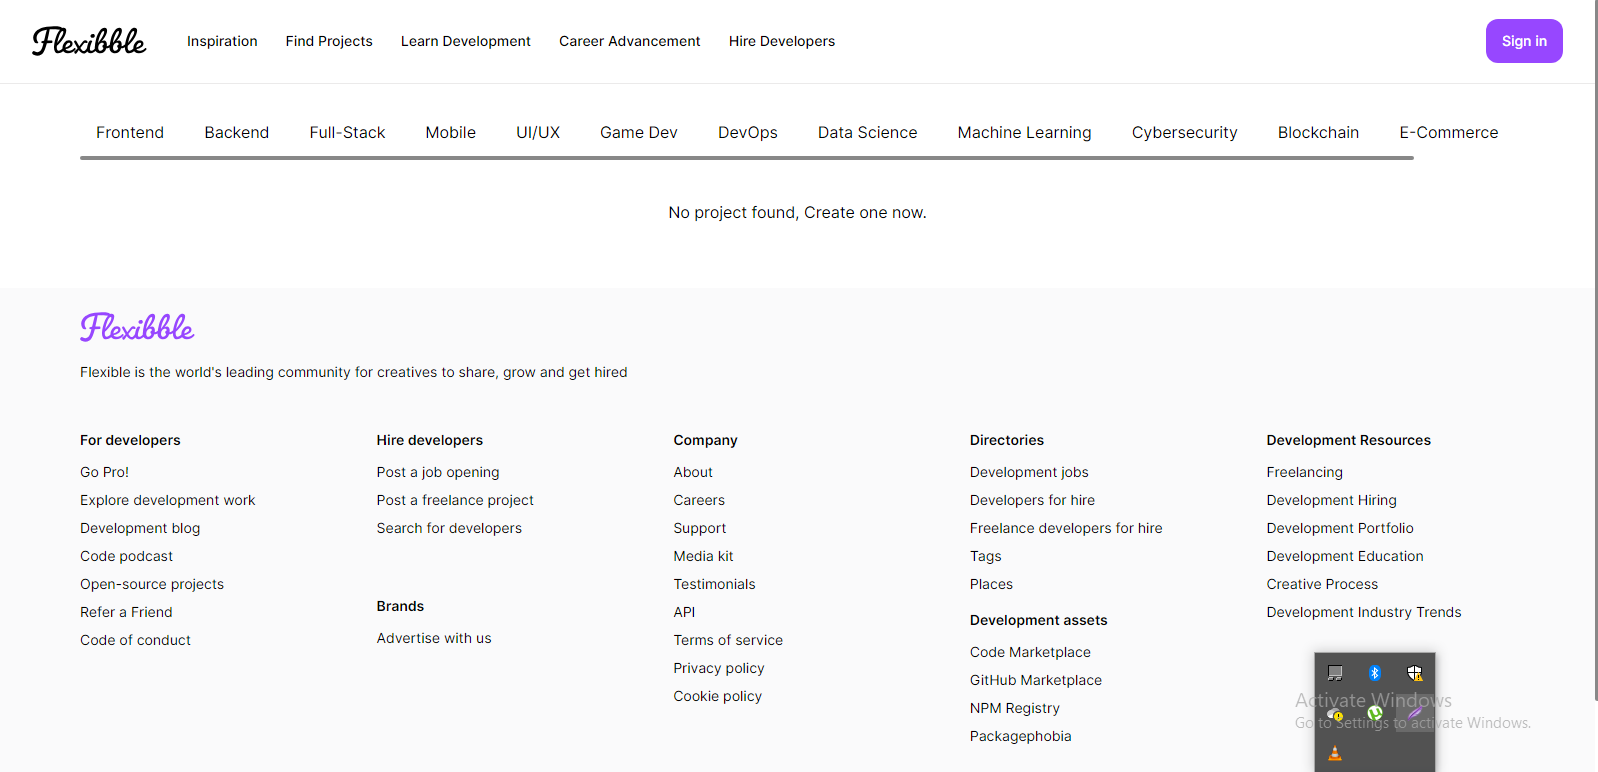 Flexibble
Inspiration Find Projects Learn Development Career Advancement Hire Developers Sign in
Frontend Backend Full-Stack Mobile UI/UX Game Dev DevOps Data Science Machine Learning Cybersecurity Blockchain E-Commerce
No project found, Create one now.
Flexibble
Flexible is the world's leading community for creatives to share, grow and get hired
For developers
Go Pro!
Explore development work
Development blog
Code podcast
Open-source projects
Refer a Friend
Code of conduct
Hire developers
Post a job opening
Post a freelance project
Search for developers
Brands
Advertise with us
Company
About
Careers
Support
Media kit
Testimonials
API
Terms of service
Privacy policy
Cookie policy
Directories
Development jobs
Developers for hire
Freelance developers for hire
Tags
Places
Development assets
Code Marketplace
GitHub Marketplace
NPM Registry
Packagephobia
Development Resources
Freelancing
Development Hiring
Development Portfolio
Development Education
Creative Process
Development Industry Trends
Activate Windows
Go to Settings to activate Windows.